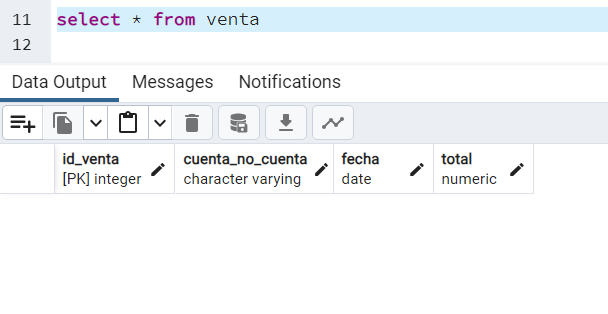 11 select * from venta
12
Data Output Messages Notifications
id_venta cuenta_no_cuenta fecha total
[PK] integer character varying date numeric